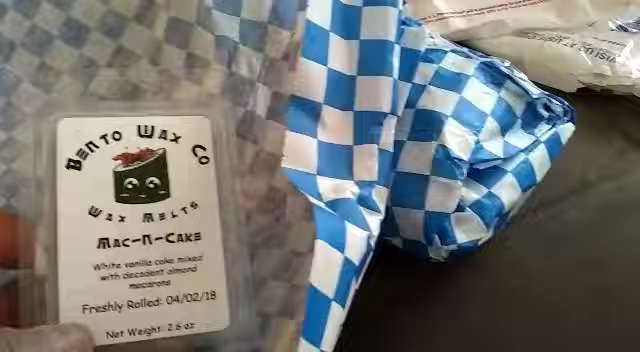 Bento Wax Co
Wax Melts
Mac-n-Cake
White vanilla cake mixed
with decadent almond
macarons
Freshly Rolled: 04/02/18
Net Weight: 2.6 oz